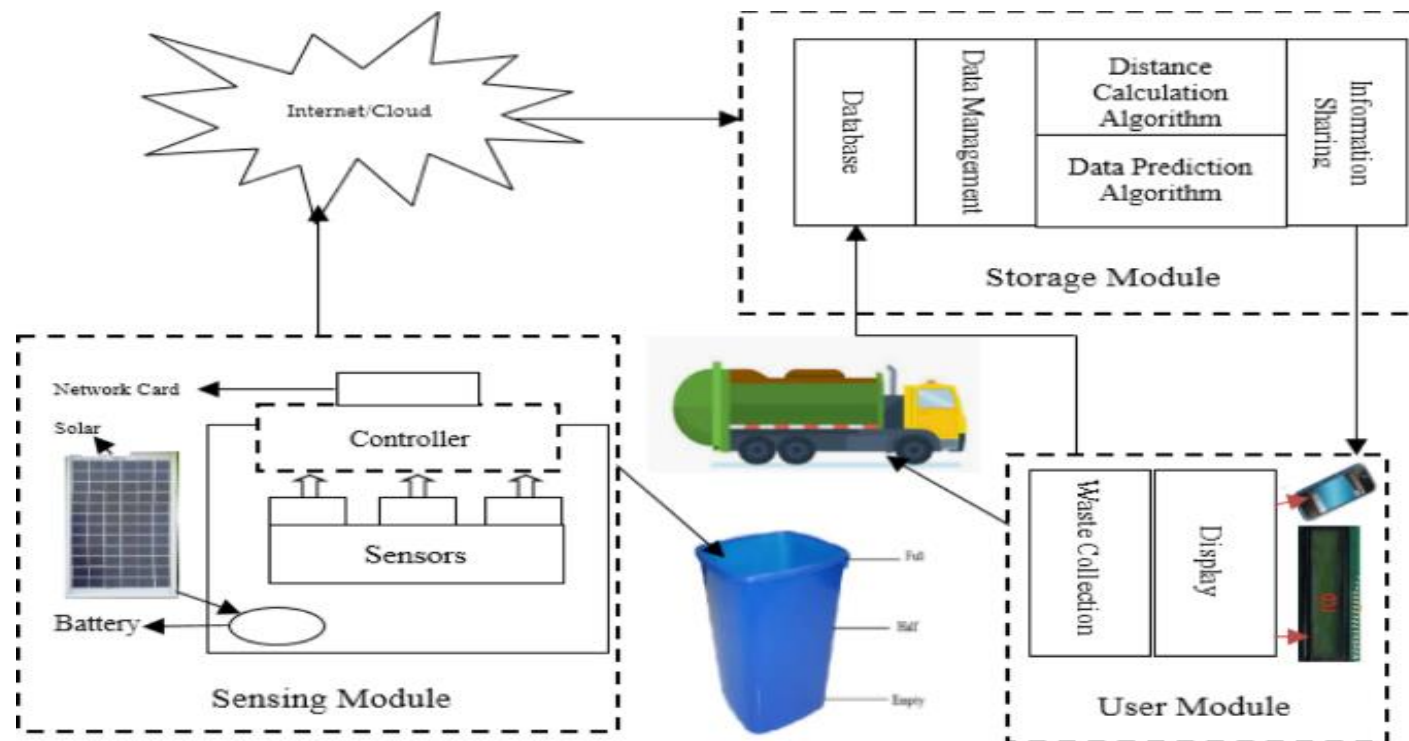 Internet/Cloud
Database
Data Management
Distance
Calculation
Algorithm
Data Prediction
Algorithm
Information
Sharing
Storage Module
Network Card
Solar
Controller
Sensors
Battery
Sensing Module
Full
Half
Empty
Waste Collection
Display
User Module